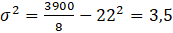 σ² = 3900/8 − 22² = 3,5